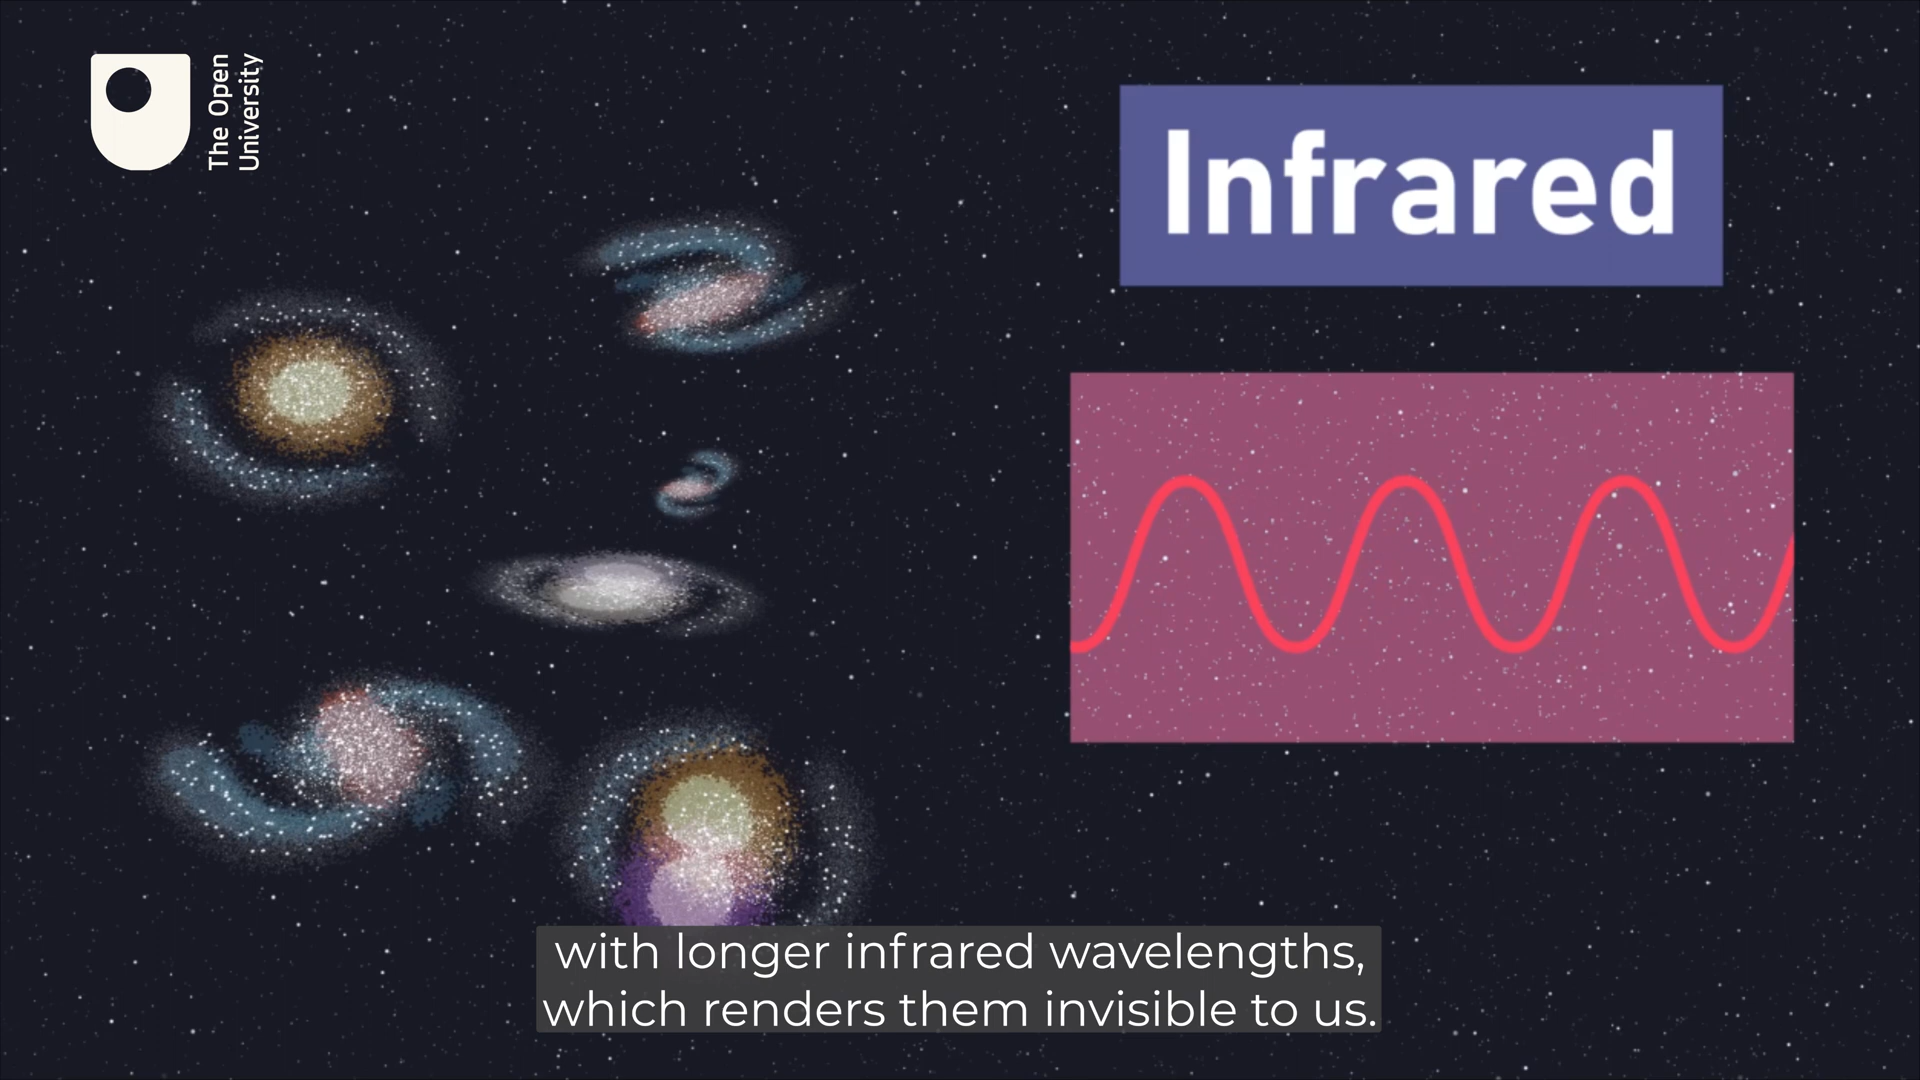 The Open
University
Infrared
with longer infrared wavelengths,
which renders them invisible to us.